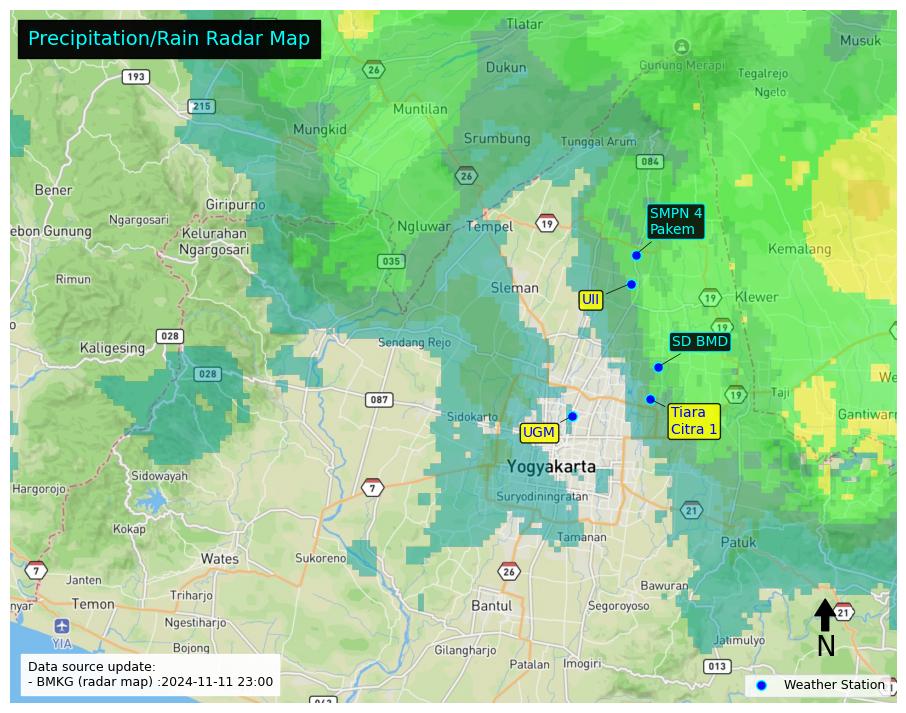 Precipitation/Rain Radar Map
Tlatar
Musuk
Gunung Merapi
Dukun
26
193
Tegalrejo
Ngelo
215
Muntilan
Mungkid
Srumbung
Tunggal Arum
084
26
Bener
Giripurno
SMPN 4
Pakem
Ngargosari
19
Ngluwar
Tempel
ebon Gunung
Kelurahan
Ngargosari
Kemalang
035
Rimun
Sleman
UII
19
Klewer
19
028
Kaligesing
Sendang Rejo
SD BMD
028
We
087
19
Taji
Sidokarto
Tiara
Citra 1
Gantiwarn
UGM
Yogyakarta
Sidowayah
Hargorojo
7
Suryodiningratan
21
Kokap
Tamanan
Patuk
Wates
Sukoreno
7
26
Janten
Bawuran
Triharjo
nyar
Temon
Bantul
Segoroyoso
21
Ngestiharjo
YIA
Bojong
Gilangharjo
Jatimulyo
N
Patalan
Imogiri
013
Data source update:
- BMKG (radar map) :2024-11-11 23:00
Weather Station